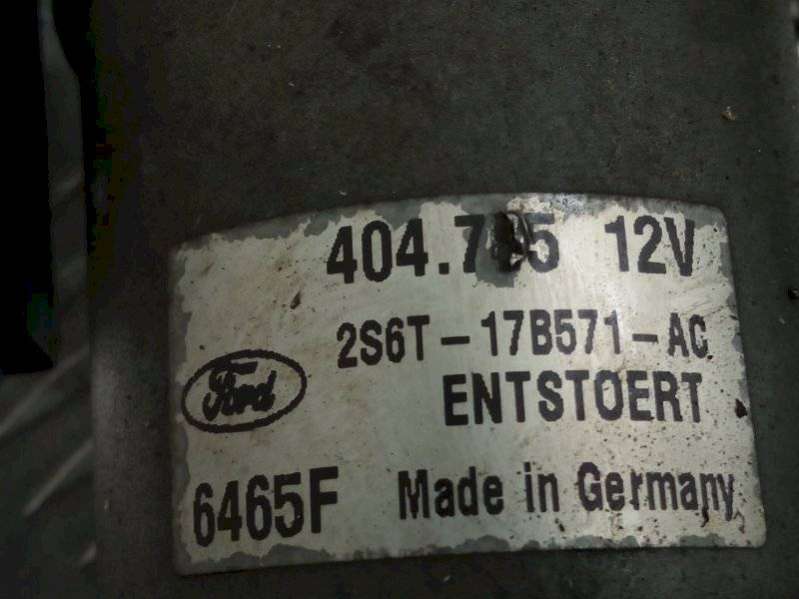 12V
2S6T-17B571-AC
Ford
ENTSTOERT
6465F
Made in Germany